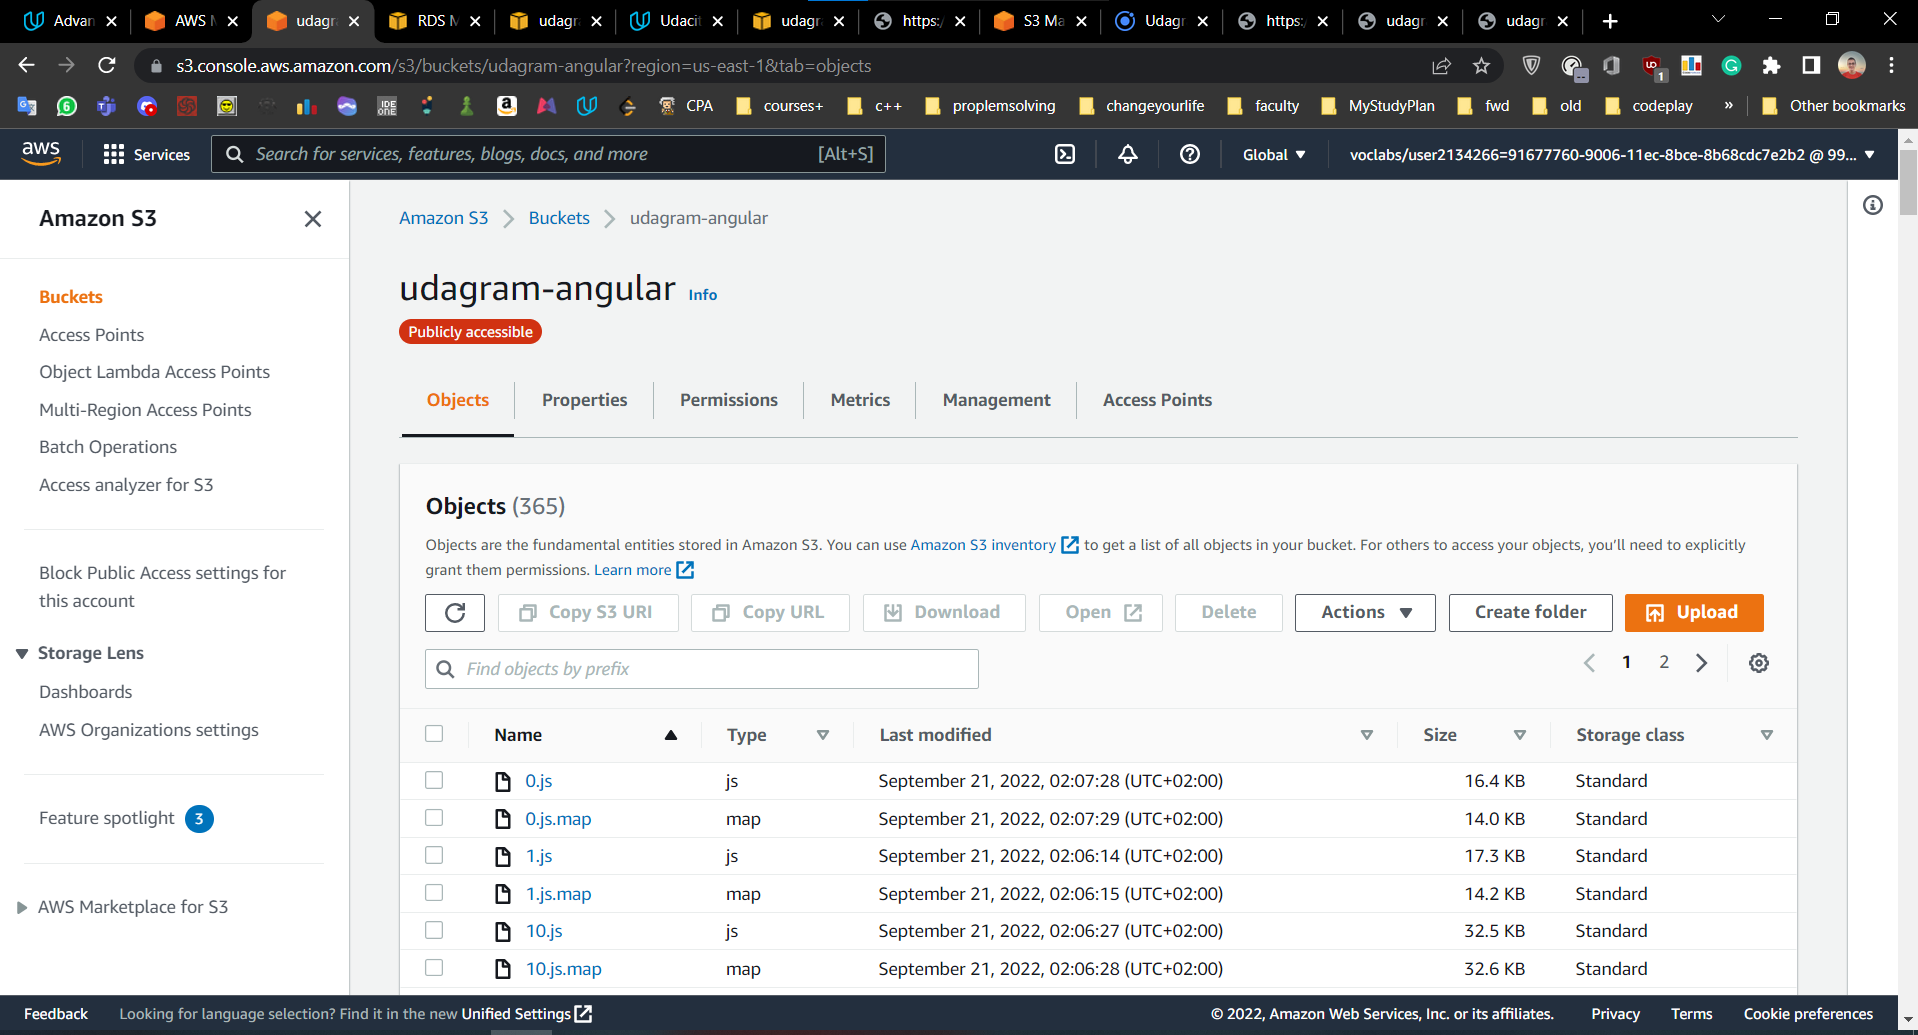 Advan
AWS M
udagra
RDS M
udagra
Udacit
udagra
https:/
S3 Ma
Udagr
https:/
udagr
udagr
s3.console.aws.amazon.com/s3/buckets/udagram-angular?region=us-east-1&tab=objects
CPA courses+ c++ proplemsolving changeyourlife faculty MyStudyPlan fwd old codeplay » Other bookmarks
aws Services Search for services, features, blogs, docs, and more [Alt+S] Global voclabs/user2134266=91677760-9006-11ec-8bce-8b68cdc7e2b2 @ 99...
Amazon S3
Buckets
Access Points
Object Lambda Access Points
Multi-Region Access Points
Batch Operations
Access analyzer for S3
Block Public Access settings for
this account
Storage Lens
Dashboards
AWS Organizations settings
Feature spotlight 3
AWS Marketplace for S3
Amazon S3 > Buckets > udagram-angular
udagram-angular Info
Publicly accessible
Objects Properties Permissions Metrics Management Access Points
Objects (365)
Objects are the fundamental entities stored in Amazon S3. You can use Amazon S3 inventory to get a list of all objects in your bucket. For others to access your objects, you'll need to explicitly
grant them permissions. Learn more
Copy S3 URI Copy URL Download Open Delete Actions Create folder Upload
Find objects by prefix
1 2
Name Type Last modified Size Storage class
0.js js September 21, 2022, 02:07:28 (UTC+02:00) 16.4 KB Standard
0.js.map map September 21, 2022, 02:07:29 (UTC+02:00) 14.0 KB Standard
1.js js September 21, 2022, 02:06:14 (UTC+02:00) 17.3 KB Standard
1.js.map map September 21, 2022, 02:06:15 (UTC+02:00) 14.2 KB Standard
10.js js September 21, 2022, 02:06:27 (UTC+02:00) 32.5 KB Standard
10.js.map map September 21, 2022, 02:06:28 (UTC+02:00) 32.6 KB Standard
Feedback Looking for language selection? Find it in the new Unified Settings © 2022, Amazon Web Services, Inc. or its affiliates. Privacy Terms Cookie preferences